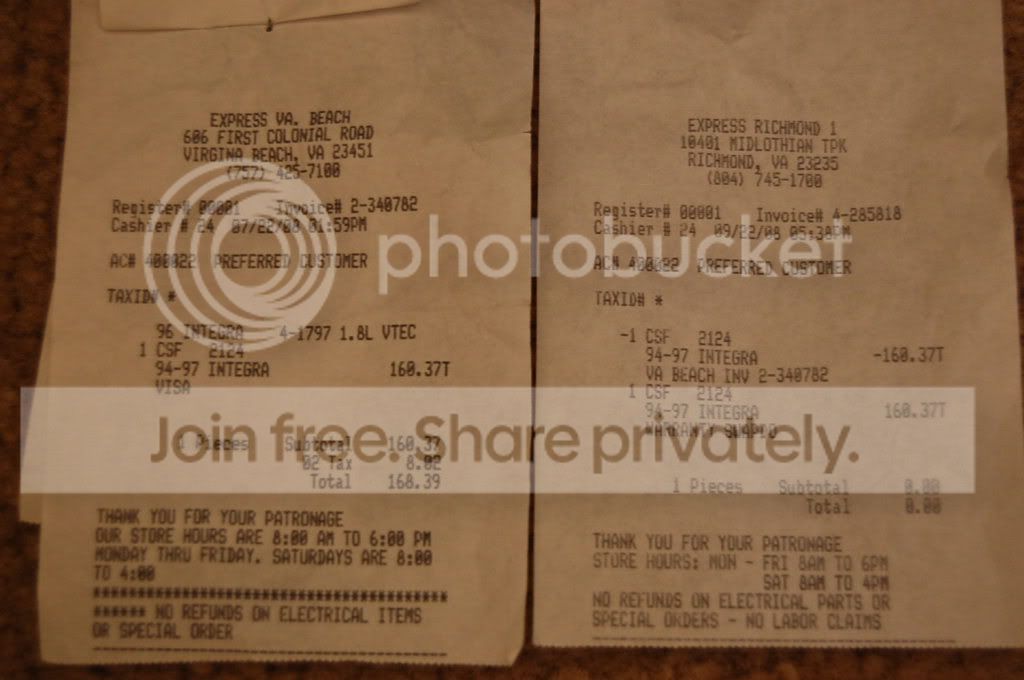 EXPRESS VA. BEACH
606 FIRST COLONIAL ROAD
VIRGINA BEACH, VA 23451
(757) 425-7100
Register# 00001 Invoice# 2-340782
Cashier # 24 07/22/08 01:59PM
AC# 400022 PREFERRED CUSTOMER
TAXID# *
96 INTEGRA 4-1797 1.8L VTEC
1 CSF 2124
94-97 INTEGRA 160.37T
VISA
1 Pieces Subtotal 160.37
02 Tax 8.02
Total 168.39
THANK YOU FOR YOUR PATRONAGE
OUR STORE HOURS ARE 8:00 AM TO 6:00 PM
MONDAY THRU FRIDAY. SATURDAYS ARE 8:00
TO 4:00
****************************************
****** NO REFUNDS ON ELECTRICAL ITEMS
OR SPECIAL ORDER
EXPRESS RICHMOND 1
10401 MIDLOTHIAN TPK
RICHMOND, VA 23235
(804) 745-1700
Register# 00001 Invoice# 4-285818
Cashier # 24 09/22/08 05:38PM
AC# 400022 PREFERRED CUSTOMER
TAXID# *
-1 CSF 2124
94-97 INTEGRA -160.37T
VA BEACH INV 2-340782
1 CSF 2124
94-97 INTEGRA 160.37T
WARRANTY SWAP
1 Pieces Subtotal 0.00
Total 0.00
THANK YOU FOR YOUR PATRONAGE
STORE HOURS: MON - FRI 8AM TO 6PM
SAT 8AM TO 4PM
NO REFUNDS ON ELECTRICAL PARTS OR
SPECIAL ORDERS - NO LABOR CLAIMS
photobucket
Join free. Share privately.